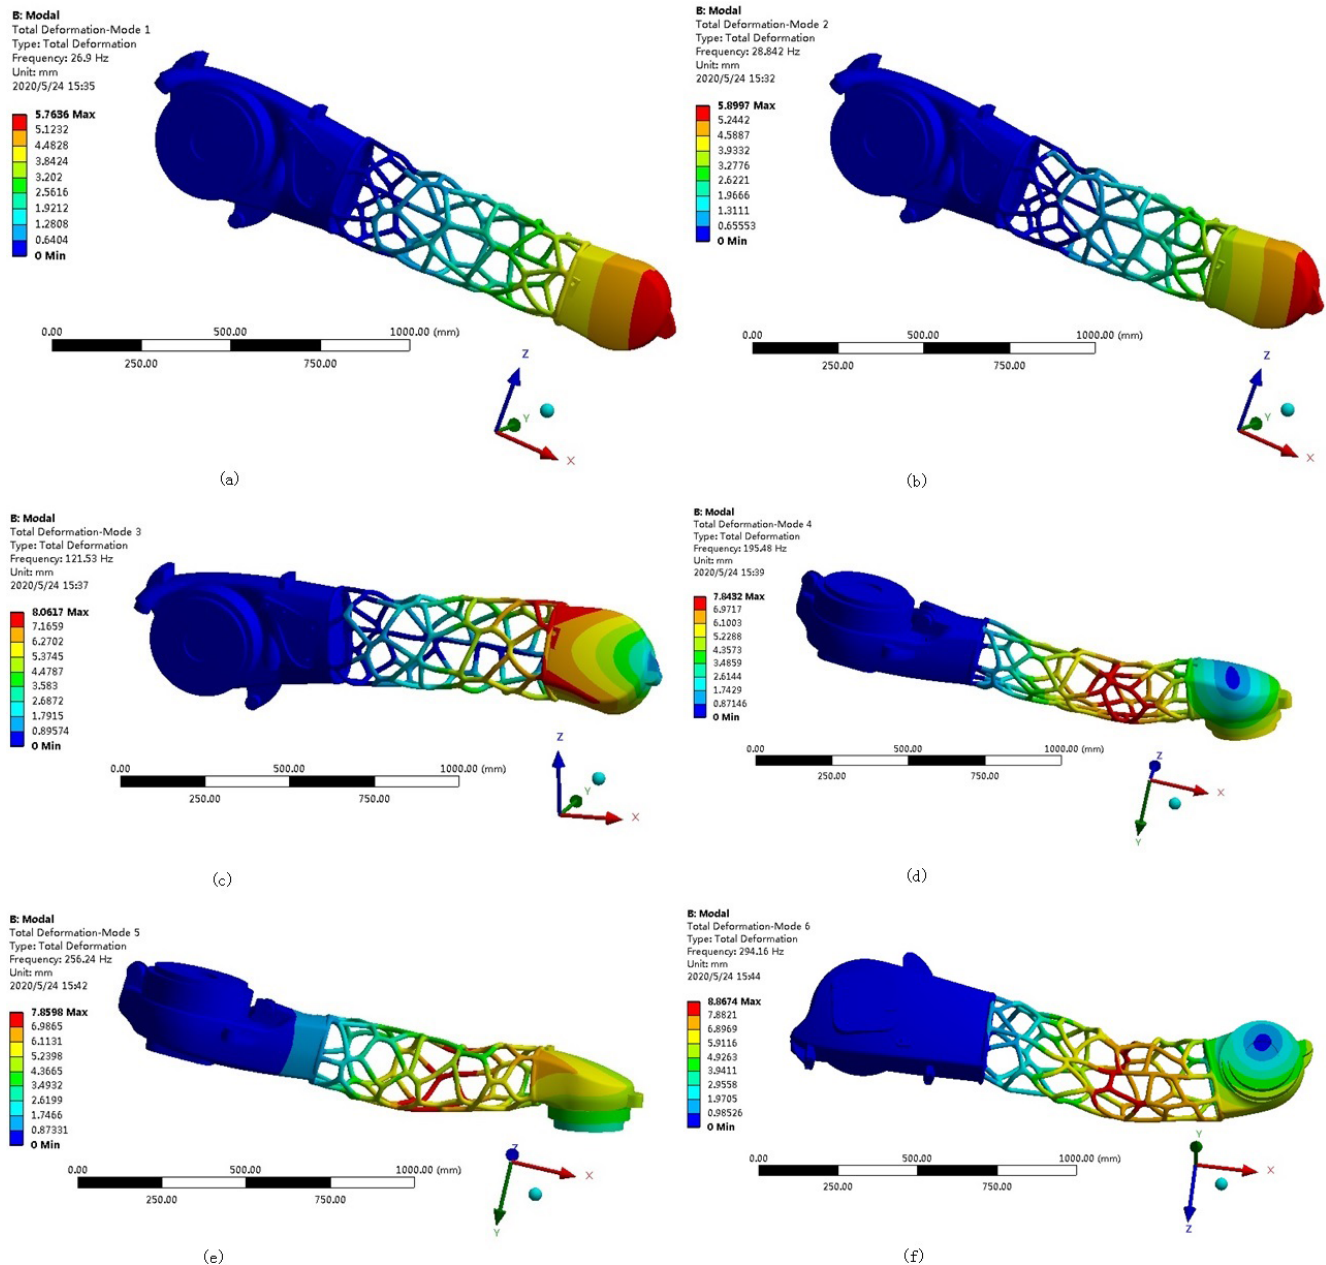 B: Modal
Total Deformation-Mode 1
Type: Total Deformation
Frequency: 26.9 Hz
Unit: mm
2020/5/24 15:35
5.7636 Max
5.1232
4.4828
3.8424
3.202
2.5616
1.9212
1.2808
0.6404
0 Min
0.00
500.00
1000.00 (mm)
250.00
750.00
Z
Y
X
(a)
B: Modal
Total Deformation-Mode 2
Type: Total Deformation
Frequency: 28.842 Hz
Unit: mm
2020/5/24 15:32
5.8997 Max
5.2442
4.5887
3.9332
3.2776
2.6221
1.9666
1.3111
0.65553
0 Min
0.00
500.00
1000.00 (mm)
250.00
750.00
Z
Y
X
(b)
B: Modal
Total Deformation-Mode 3
Type: Total Deformation
Frequency: 121.53 Hz
Unit: mm
2020/5/24 15:37
8.0617 Max
7.1659
6.2702
5.3745
4.4787
3.583
2.6872
1.7915
0.89574
0 Min
0.00
500.00
1000.00 (mm)
250.00
750.00
Z
Y
X
(c)
B: Modal
Total Deformation-Mode 4
Type: Total Deformation
Frequency: 195.48 Hz
Unit: mm
2020/5/24 15:39
7.8432 Max
6.9717
6.1003
5.2288
4.3573
3.4859
2.6144
1.7429
0.87146
0 Min
0.00
500.00
1000.00 (mm)
250.00
750.00
Z
X
Y
(d)
B: Modal
Total Deformation-Mode 5
Type: Total Deformation
Frequency: 256.24 Hz
Unit: mm
2020/5/24 15:42
7.8598 Max
6.9865
6.1131
5.2398
4.3665
3.4932
2.6199
1.7466
0.87331
0 Min
0.00
500.00
1000.00 (mm)
250.00
750.00
Z
X
Y
(e)
B: Modal
Total Deformation-Mode 6
Type: Total Deformation
Frequency: 294.16 Hz
Unit: mm
2020/5/24 15:44
8.8674 Max
7.8821
6.8969
5.9116
4.9263
3.9411
2.9558
1.9705
0.98526
0 Min
0.00
500.00
1000.00 (mm)
250.00
750.00
Y
X
Z
(f)